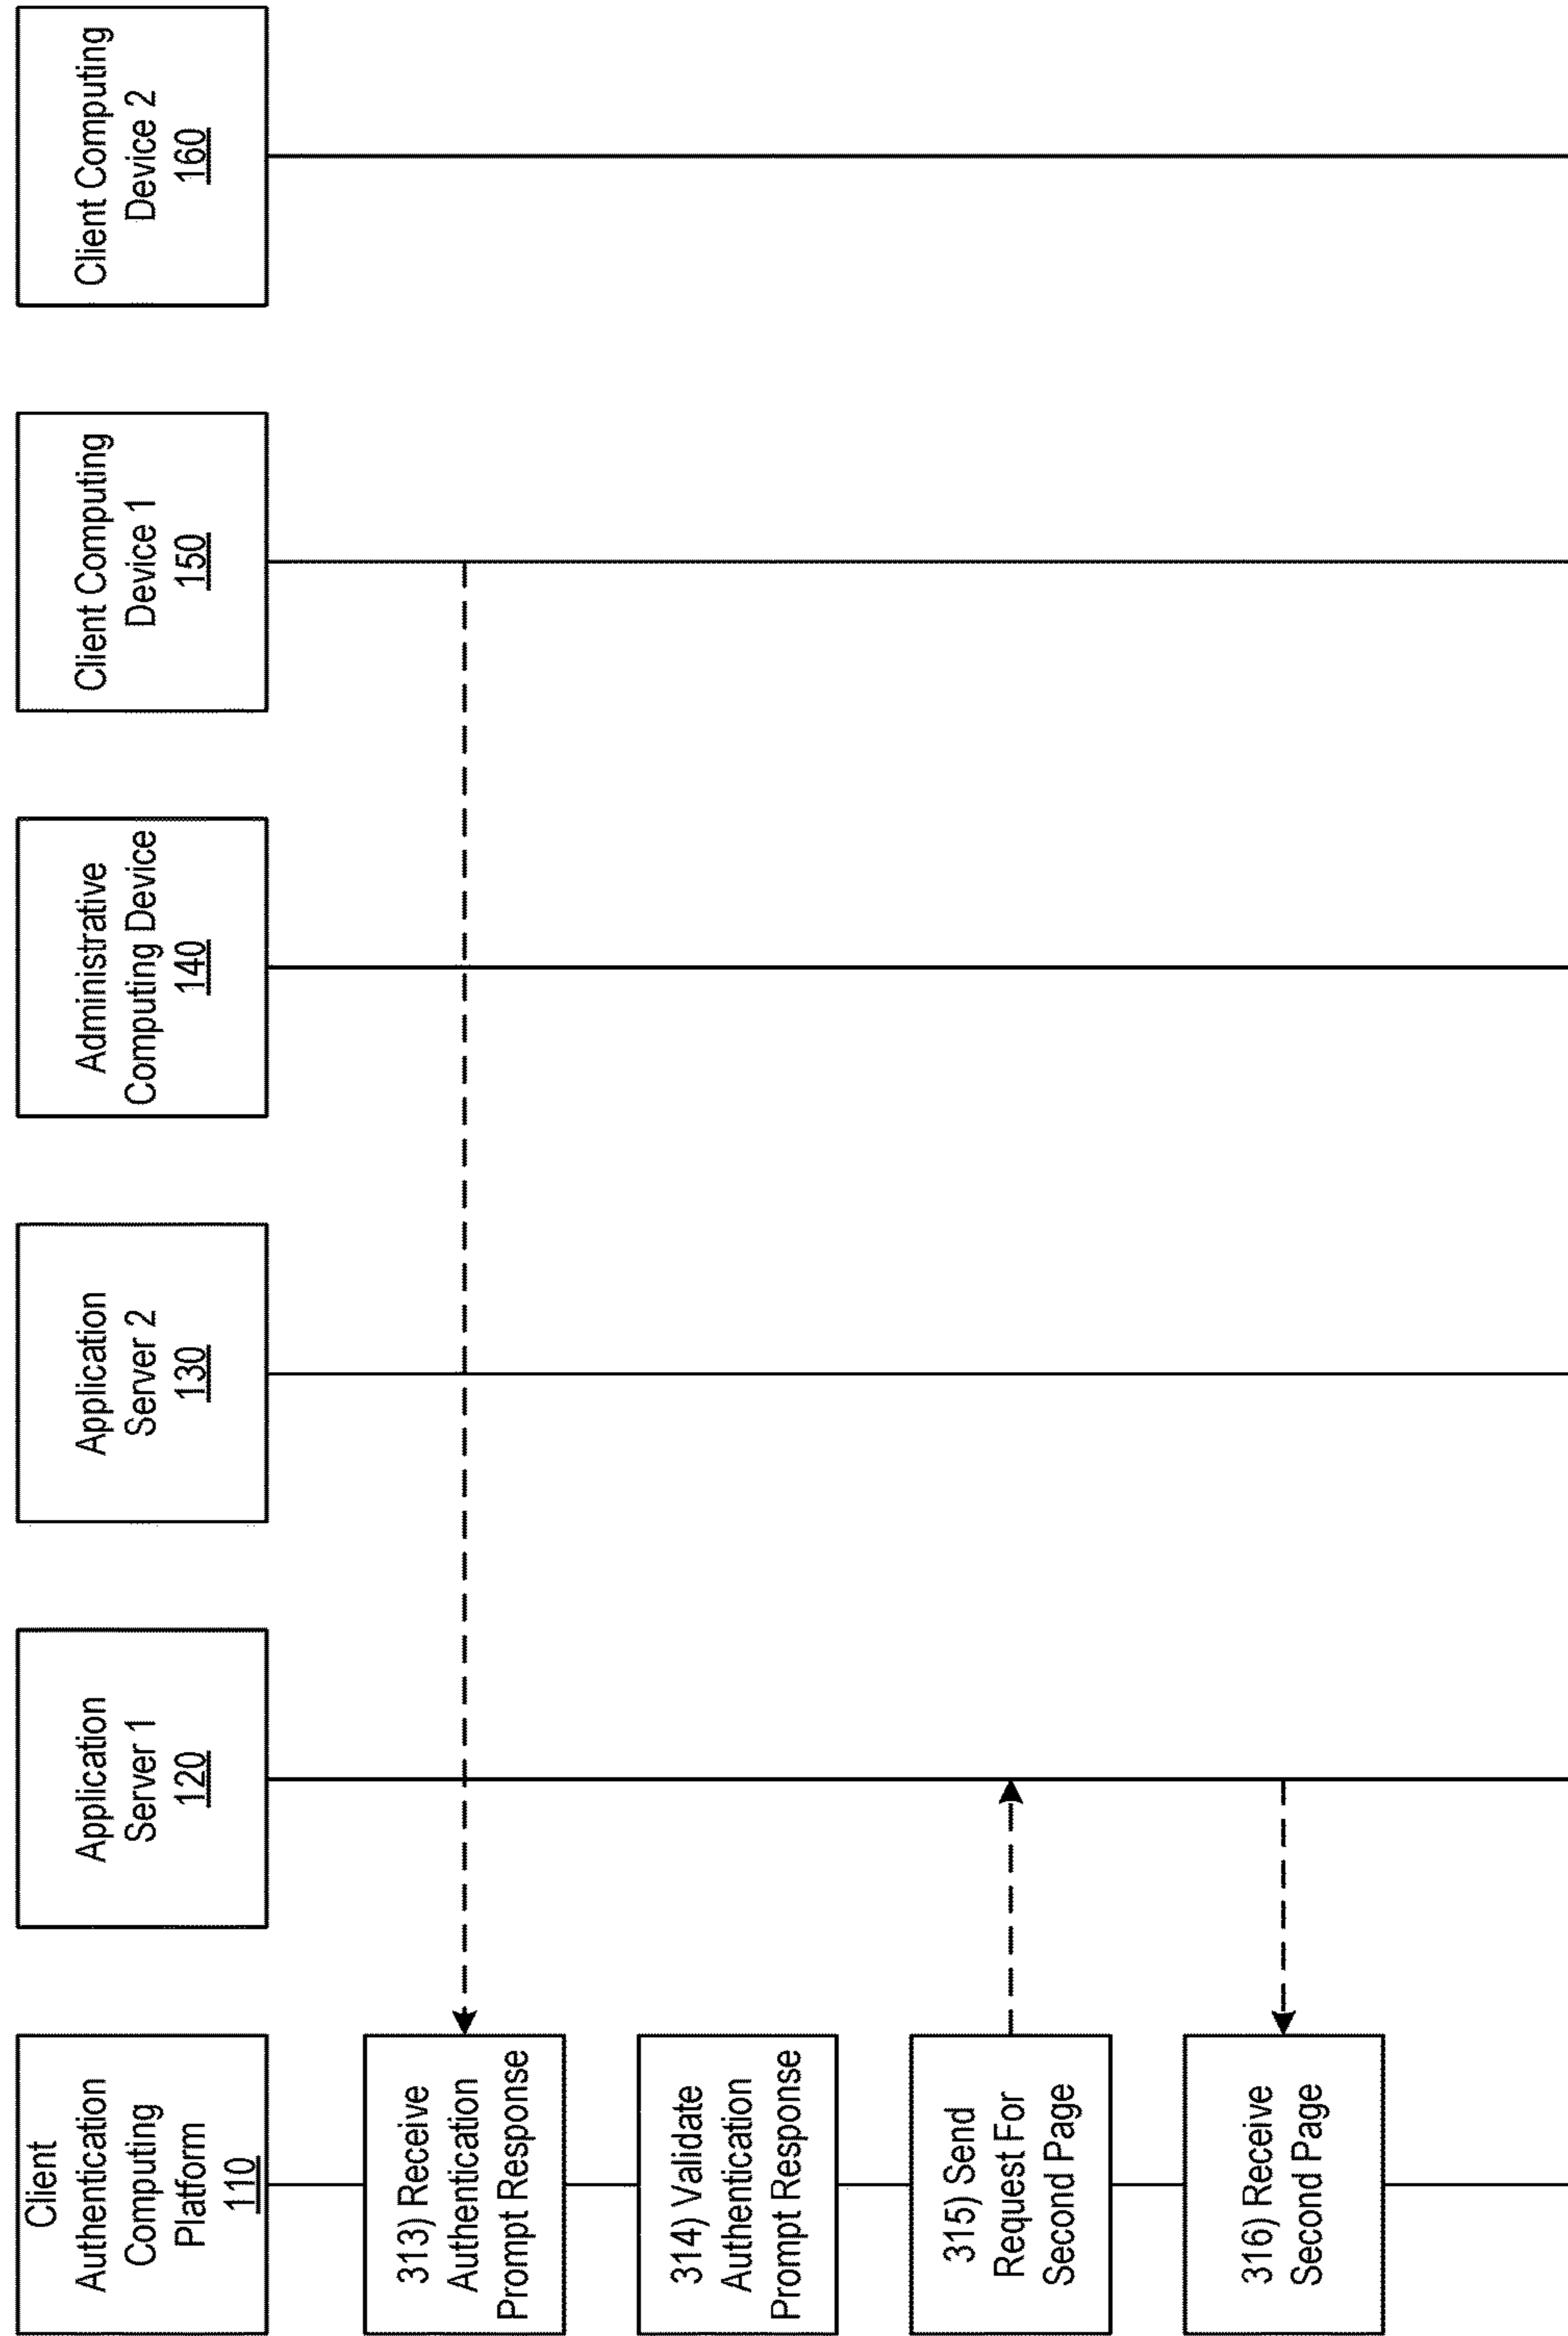 Client
Authentication
Computing
Platform
110
Application
Server 1
120
Application
Server 2
130
Administrative
Computing Device
140
Client Computing
Device 1
150
Client Computing
Device 2
160
313) Receive
Authentication
Prompt Response
314) Validate
Authentication
Prompt Response
315) Send
Request For
Second Page
316) Receive
Second Page